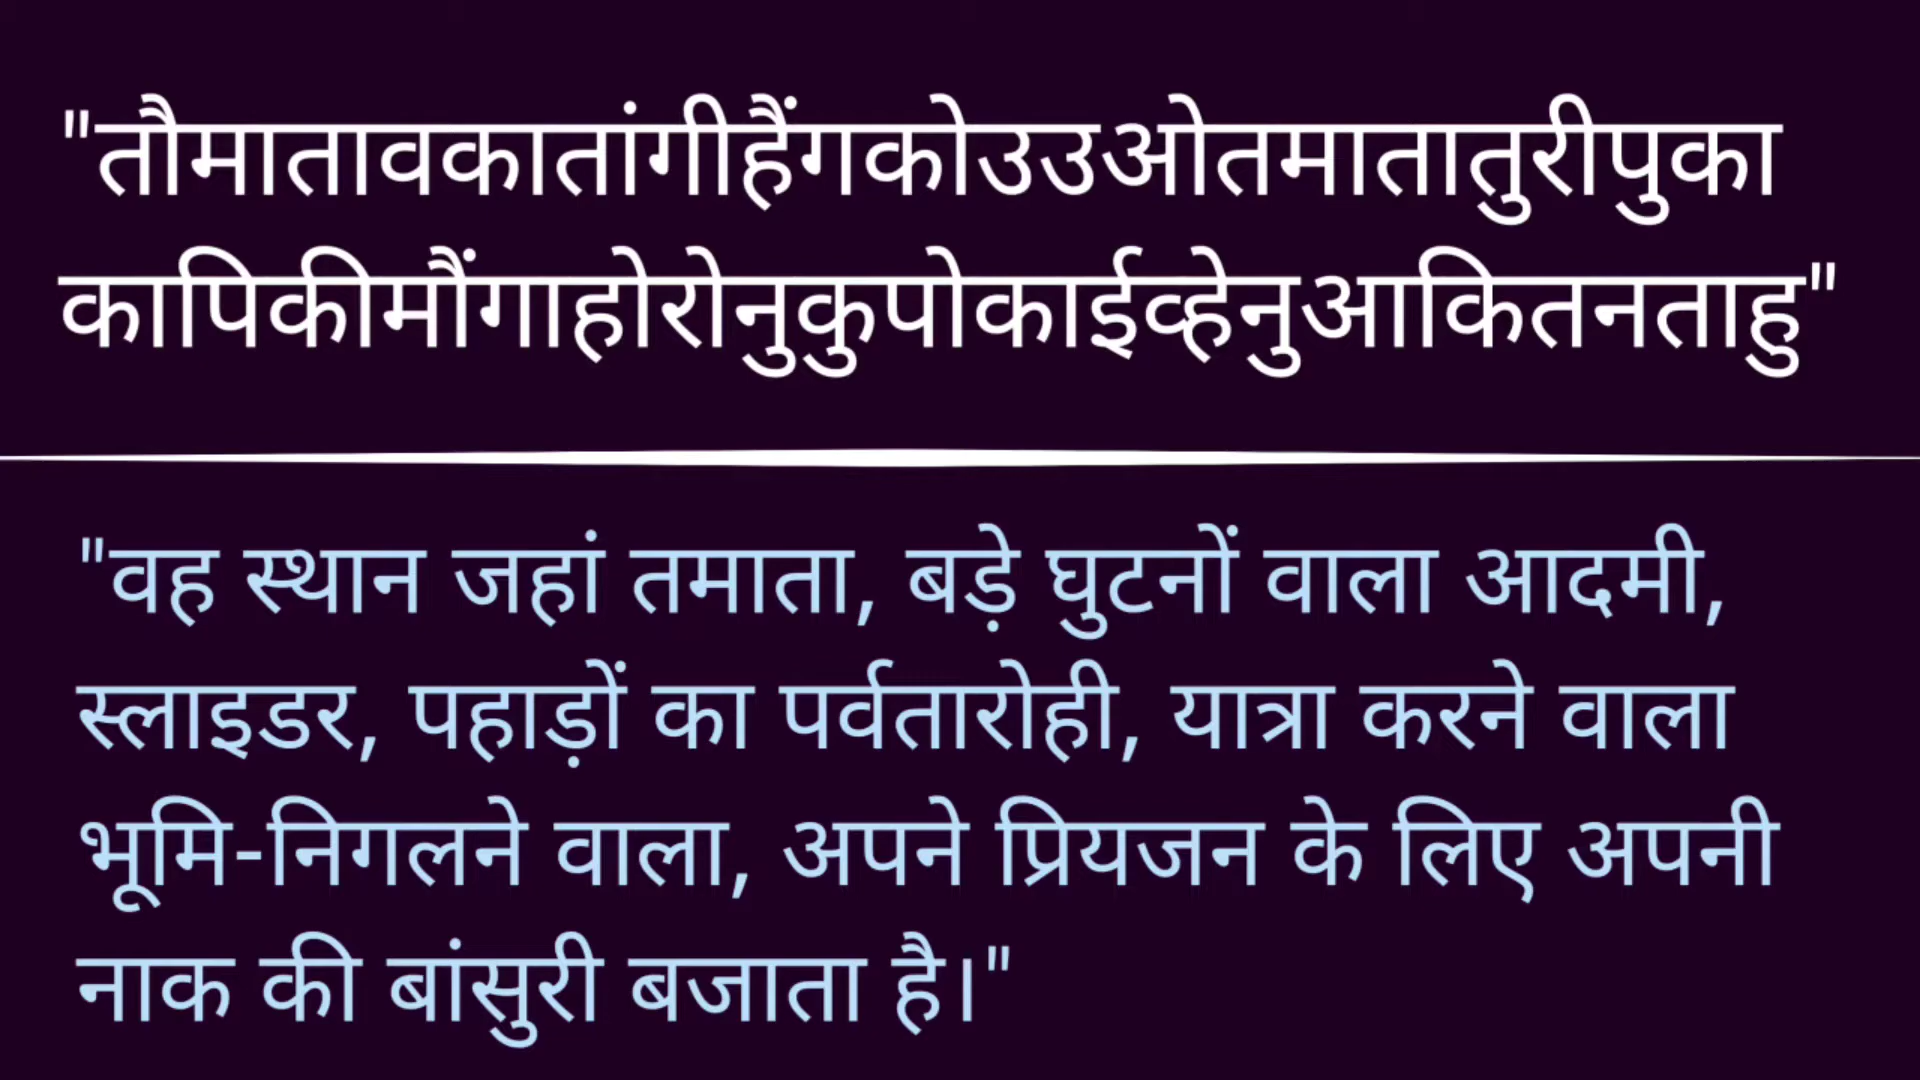 "तौमातावकातांगीहैंगकोउउओतमातातुरीपुका
कापिकीमौंगाहोरोनुकुपोकाईव्हेनुआकितनताहु"
"वह स्थान जहां तमाता, बड़े घुटनों वाला आदमी,
स्लाइडर, पहाड़ों का पर्वतारोही, यात्रा करने वाला
भूमि-निगलने वाला, अपने प्रियजन के लिए अपनी
नाक की बांसुरी बजाता है।"